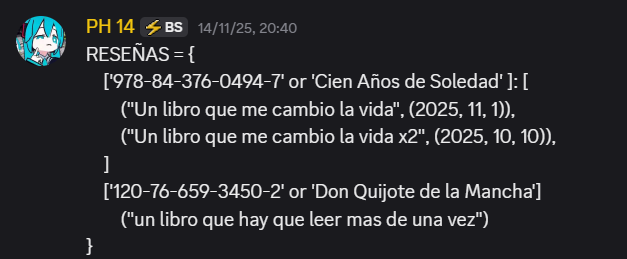 PH 14 ⚡ BS 14/11/25, 20:40
RESEÑAS = {
['978-84-376-0494-7' or 'Cien Años de Soledad' ]: [
("Un libro que me cambio la vida", (2025, 11, 1)),
("Un libro que me cambio la vida x2", (2025, 10, 10)),
]
['120-76-659-3450-2' or 'Don Quijote de la Mancha']
("un libro que hay que leer mas de una vez")
}